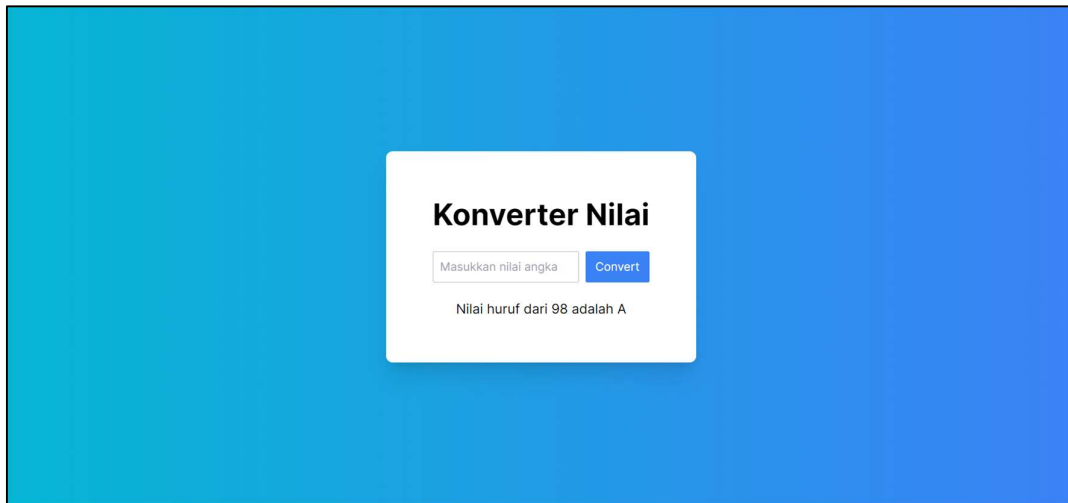 Konverter Nilai
Masukkan nilai angka
Convert
Nilai huruf dari 98 adalah A